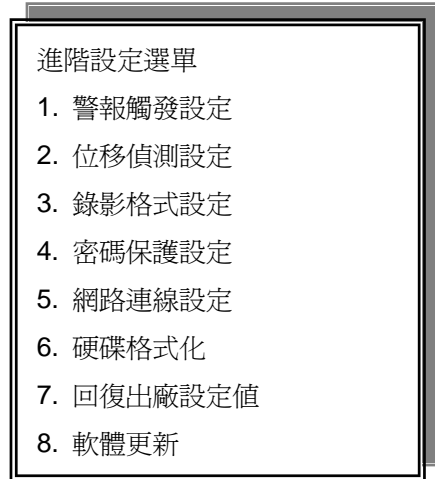 進階設定選單
1. 警報觸發設定
2. 位移偵測設定
3. 錄影格式設定
4. 密碼保護設定
5. 網路連線設定
6. 硬碟格式化
7. 回復出廠設定值
8. 軟體更新